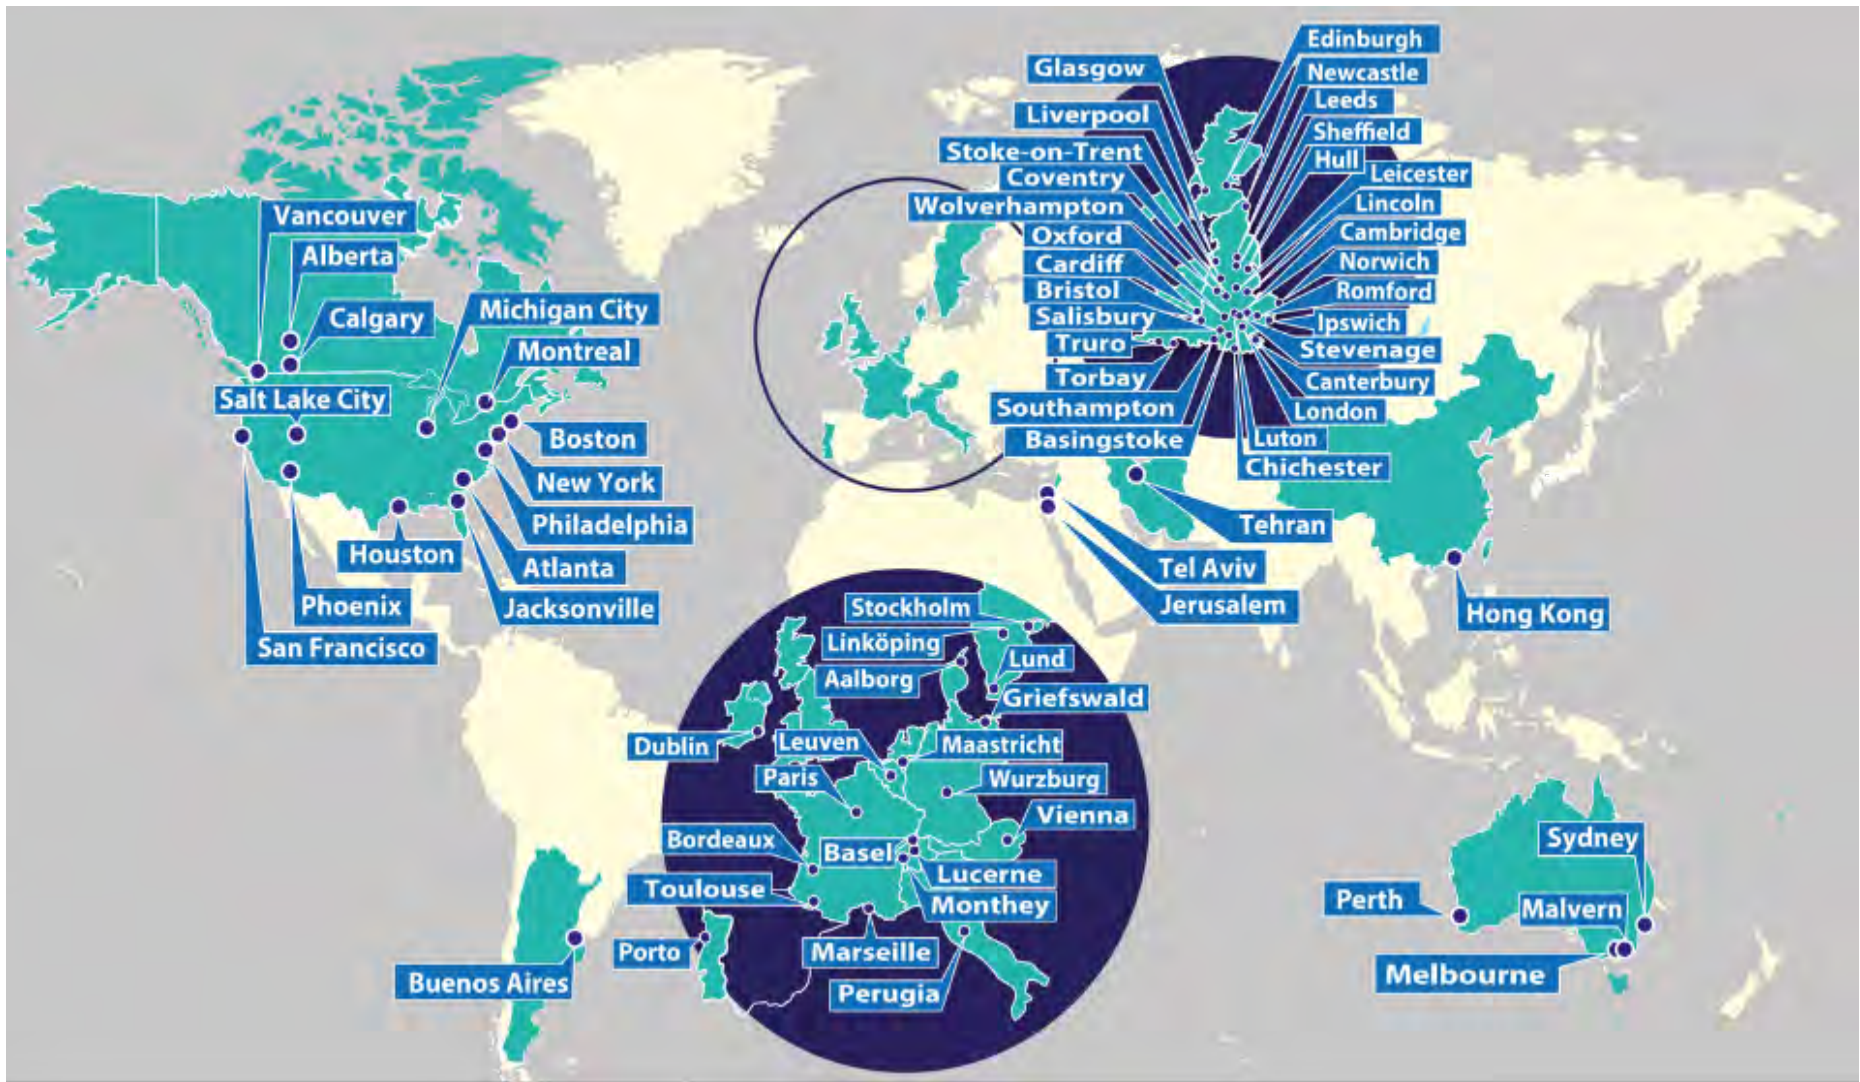 Vancouver
Alberta
Calgary
Michigan City
Montreal
Salt Lake City
Boston
New York
Philadelphia
Houston
Atlanta
Phoenix
Jacksonville
San Francisco
Buenos Aires
Glasgow
Liverpool
Stoke-on-Trent
Coventry
Wolverhampton
Oxford
Cardiff
Bristol
Salisbury
Truro
Torbay
Southampton
Basingstoke
Edinburgh
Newcastle
Leeds
Sheffield
Hull
Leicester
Lincoln
Cambridge
Norwich
Romford
Ipswich
Stevenage
Canterbury
London
Luton
Chichester
Tehran
Tel Aviv
Jerusalem
Hong Kong
Stockholm
Linköping
Lund
Aalborg
Griefswald
Dublin
Leuven
Maastricht
Paris
Wurzburg
Vienna
Bordeaux
Basel
Lucerne
Toulouse
Monthey
Porto
Marseille
Perugia
Sydney
Perth
Malvern
Melbourne